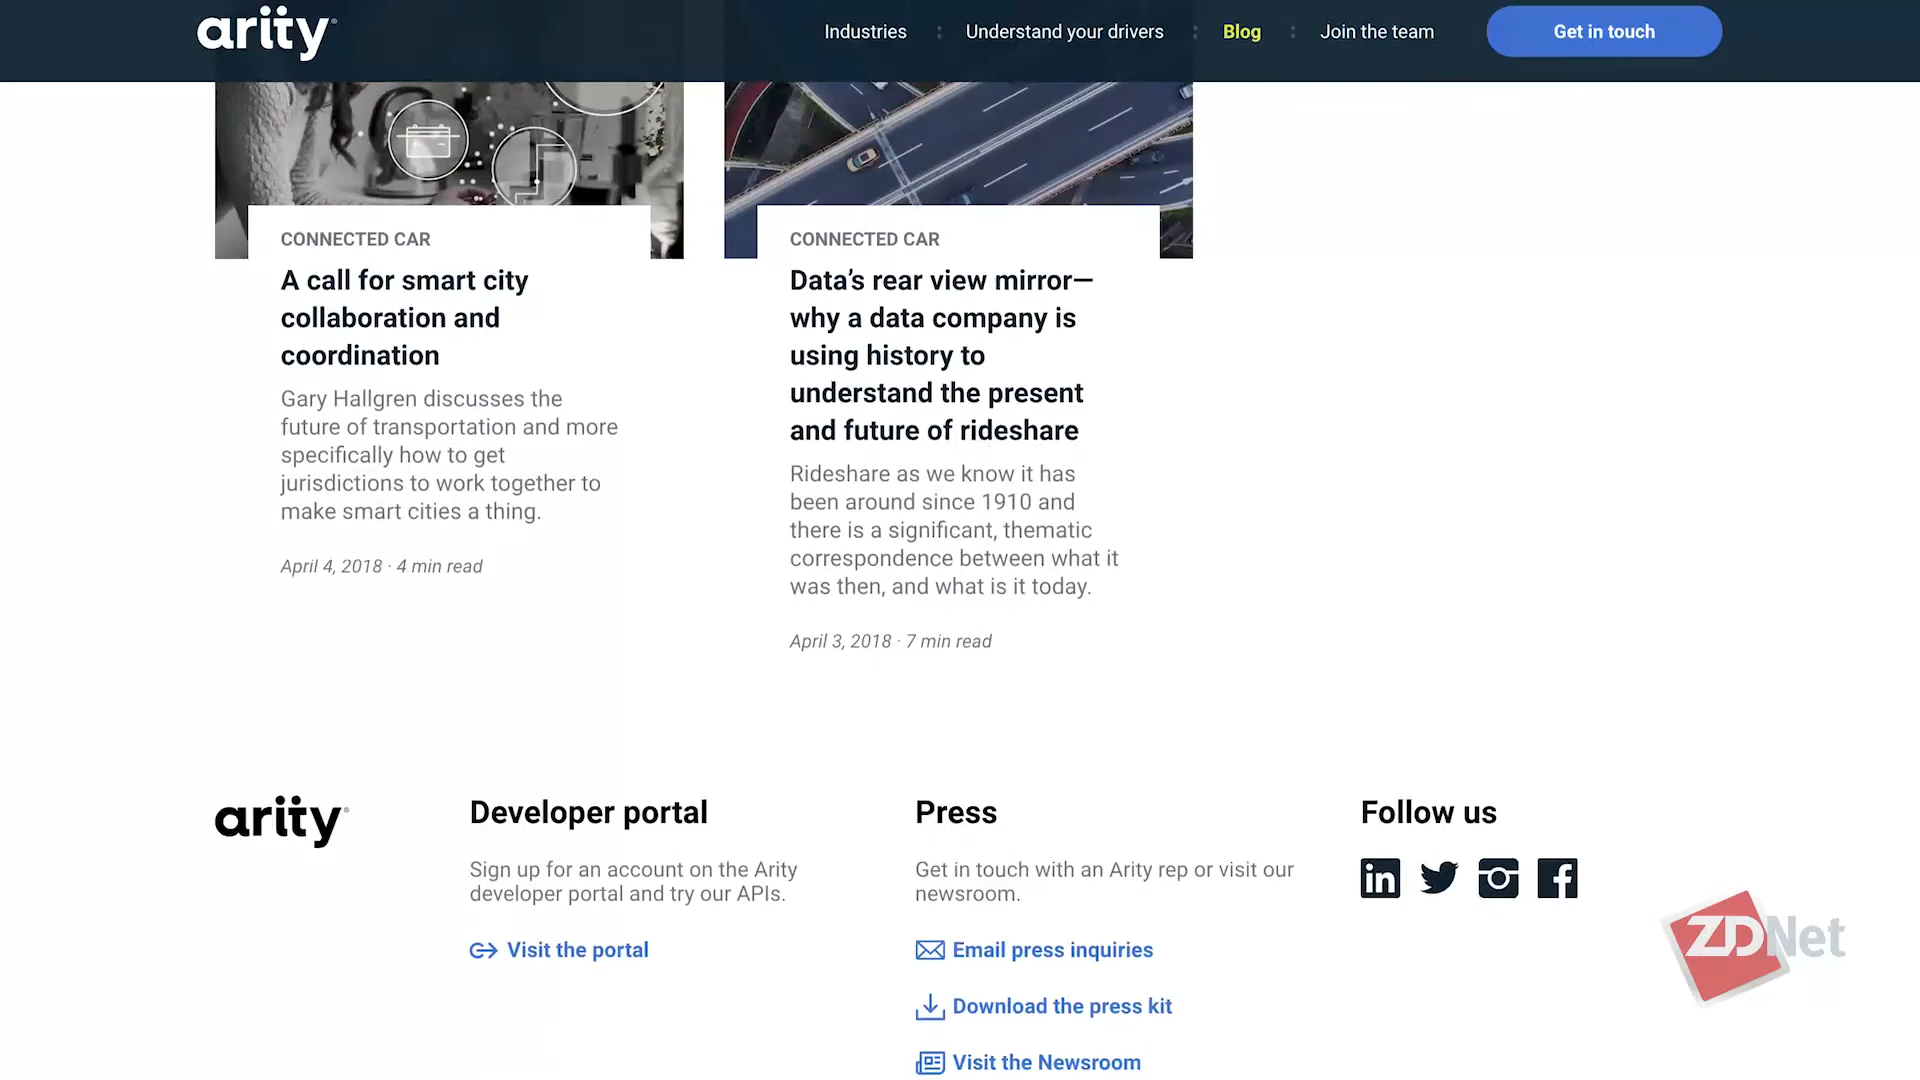 arity
Industries : Understand your drivers : Blog : Join the team
Get in touch
CONNECTED CAR
A call for smart city
collaboration and
coordination
Gary Hallgren discusses the
future of transportation and more
specifically how to get
jurisdictions to work together to
make smart cities a thing.
April 4, 2018 · 4 min read
CONNECTED CAR
Data’s rear view mirror—
why a data company is
using history to
understand the present
and future of rideshare
Rideshare as we know it has
been around since 1910 and
there is a significant, thematic
correspondence between what it
was then, and what is it today.
April 3, 2018 · 7 min read
arity
Developer portal
Sign up for an account on the Arity
developer portal and try our APIs.
Visit the portal
Press
Get in touch with an Arity rep or visit our
newsroom.
Email press inquiries
Download the press kit
Visit the Newsroom
Follow us
in
f
ZDNet